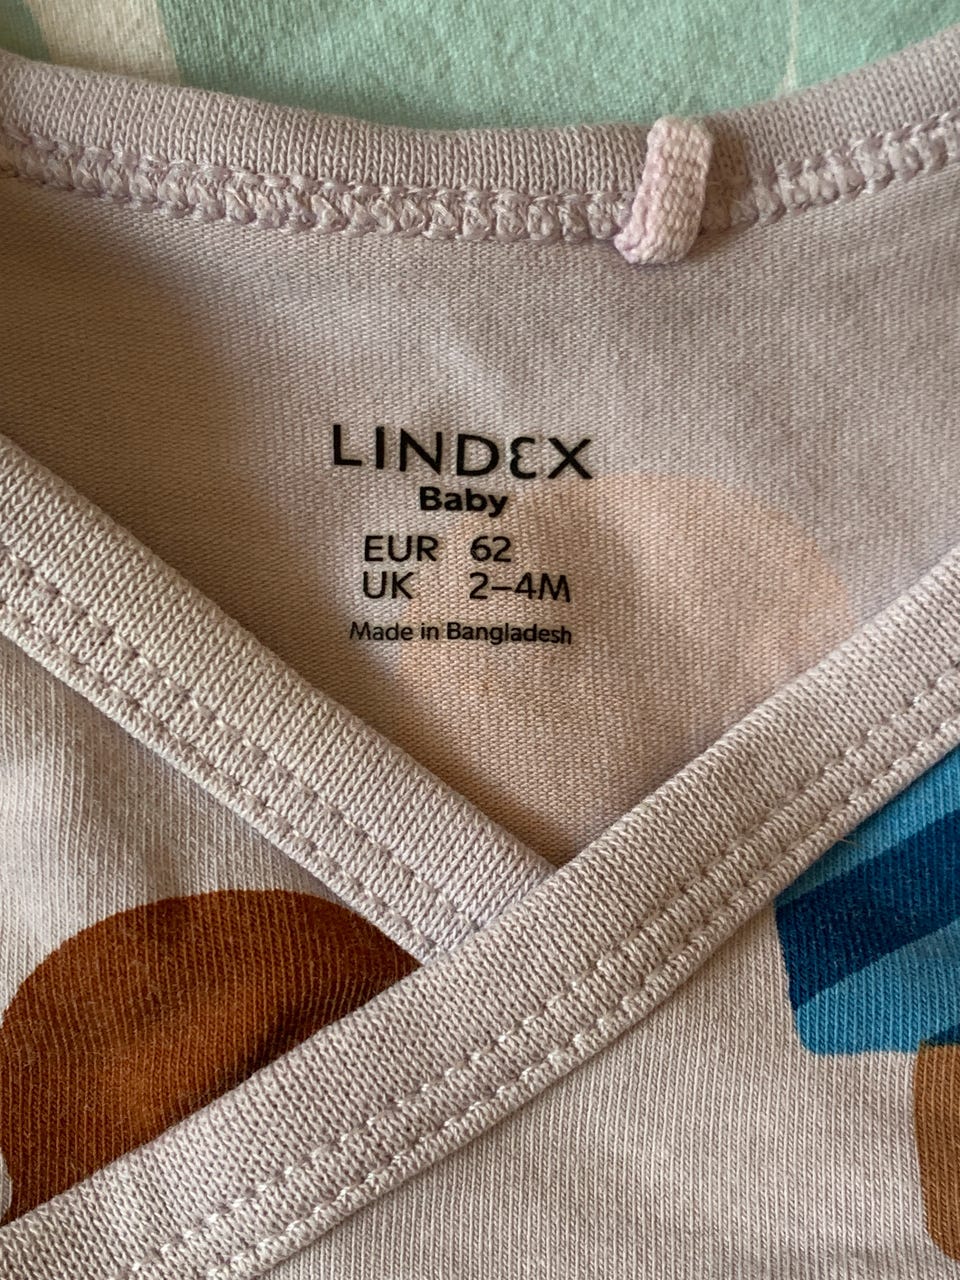 LINDEX
Baby
EUR 62
UK 2–4M
Made in Bangladesh